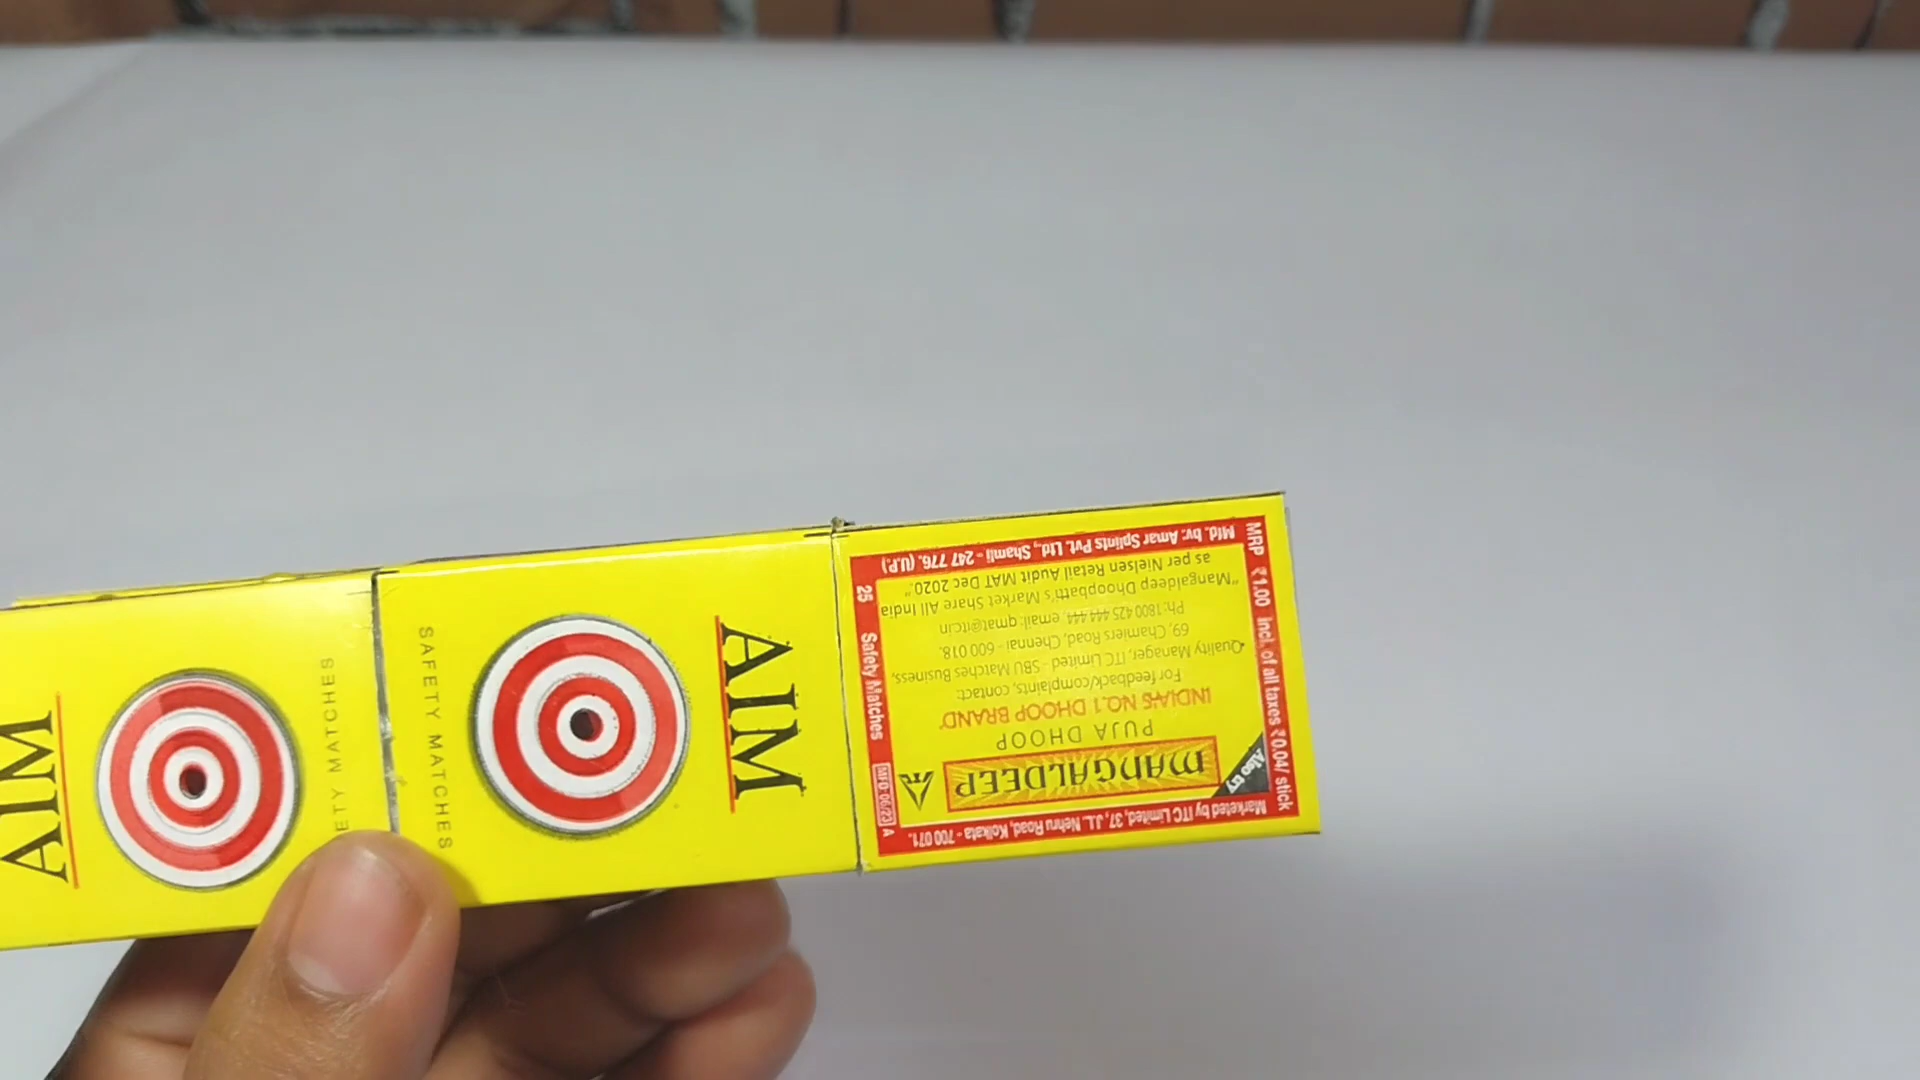 AIM
SAFETY MATCHES
SAFETY MATCHES
AIM
MRP ₹1.00 incl. of all taxes ₹0.04/ stick
Marketed by ITC Limited, 37, J.L. Nehru Road, Kolkata - 700 071.
Also try
MANGALDEEP
PUJA DHOOP
INDIA'S NO.1 DHOOP BRAND"
For feedback/complaints, contact:
Quality Manager, ITC Limited - SBU Matches Business,
69, Chamiers Road, Chennai - 600 018.
Ph: 1800 425 444 444, email: qmat@itc.in
"Mangaldeep Dhoopbatti's Market Share All India
as per Nielsen Retail Audit MAT Dec 2020."
Mfd. by: Amar Splints Pvt. Ltd., Shamli - 247 776. (U.P.)
25 Safety Matches MFD 06/23 A